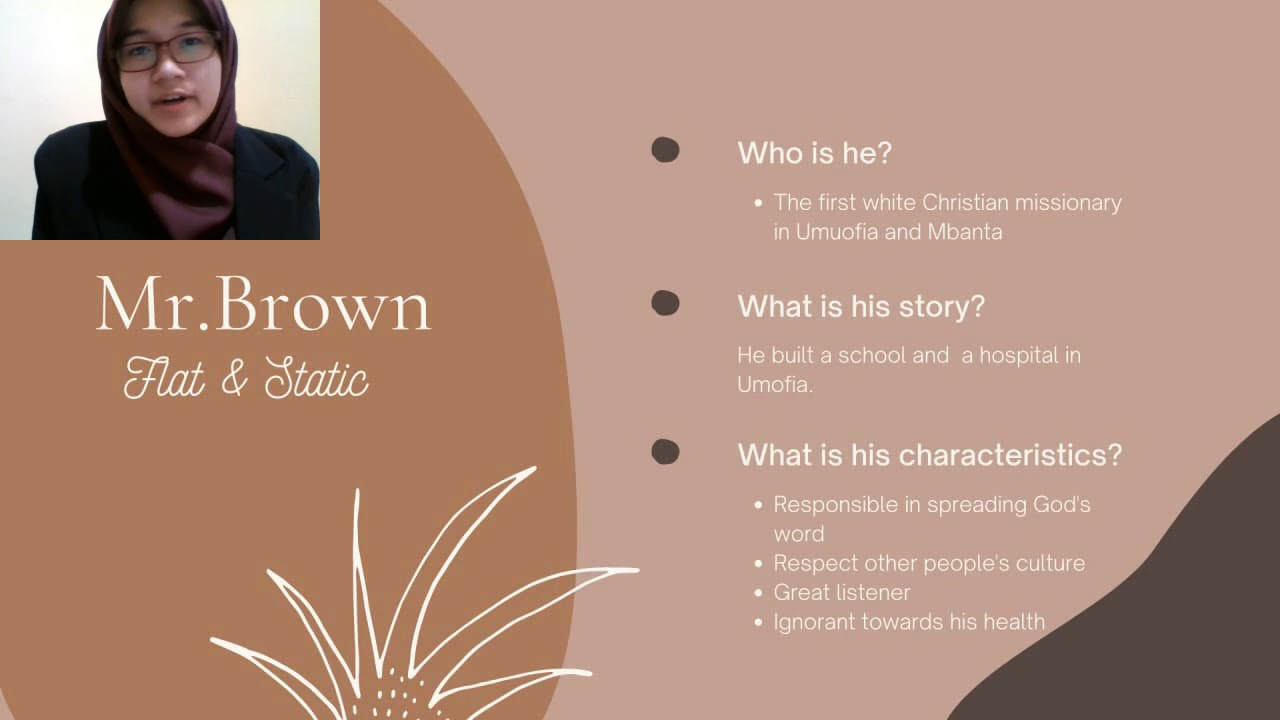 Mr.Brown
Flat & Static
Who is he?
The first white Christian missionary
in Umuofia and Mbanta
What is his story?
He built a school and  a hospital in
Umofia.
What is his characteristics?
Responsible in spreading God's
word
Respect other people's culture
Great listener
Ignorant towards his health